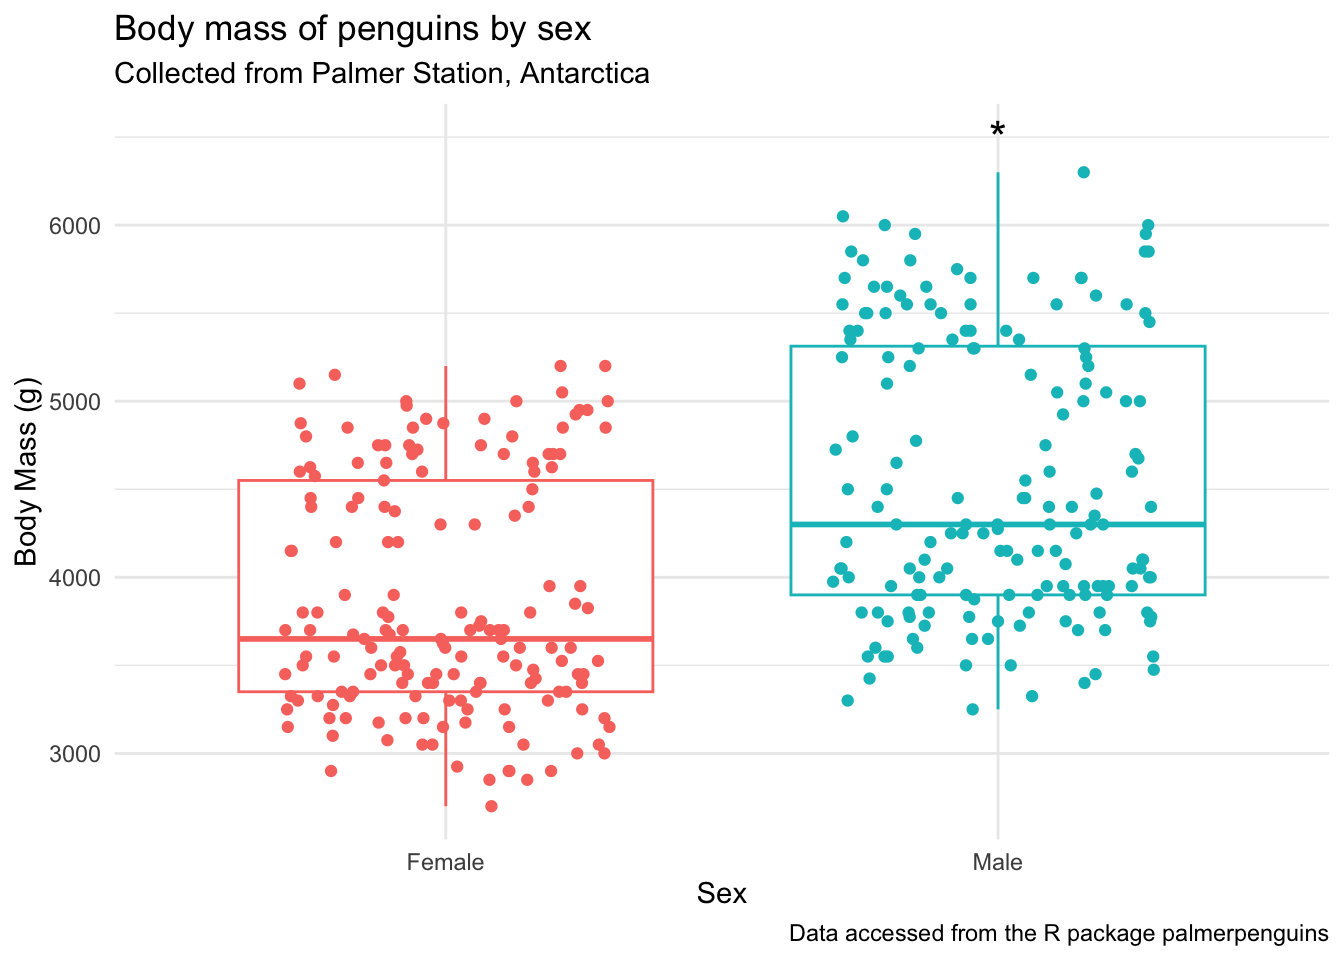 Body mass of penguins by sex
Collected from Palmer Station, Antarctica
*
6000
5000
4000
3000
Body Mass (g)
Female
Male
Sex
Data accessed from the R package palmerpenguins